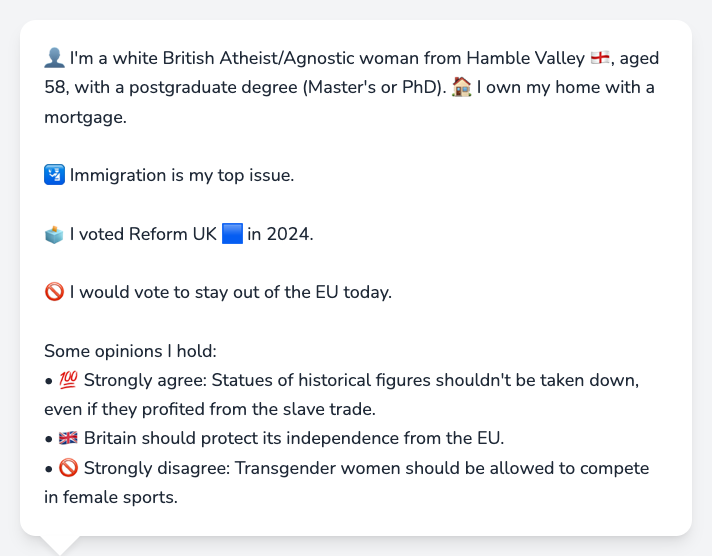 👤 I'm a white British Atheist/Agnostic woman from Hamble Valley 🏴󠁧󠁢󠁥󠁮󠁧󠁿, aged
58, with a postgraduate degree (Master's or PhD). 🏠 I own my home with a
mortgage.
🛂 Immigration is my top issue.
🗳️ I voted Reform UK 🟦 in 2024.
🚫 I would vote to stay out of the EU today.
Some opinions I hold:
• 💯 Strongly agree: Statues of historical figures shouldn't be taken down,
even if they profited from the slave trade.
• 🇬🇧 Britain should protect its independence from the EU.
• 🚫 Strongly disagree: Transgender women should be allowed to compete
in female sports.